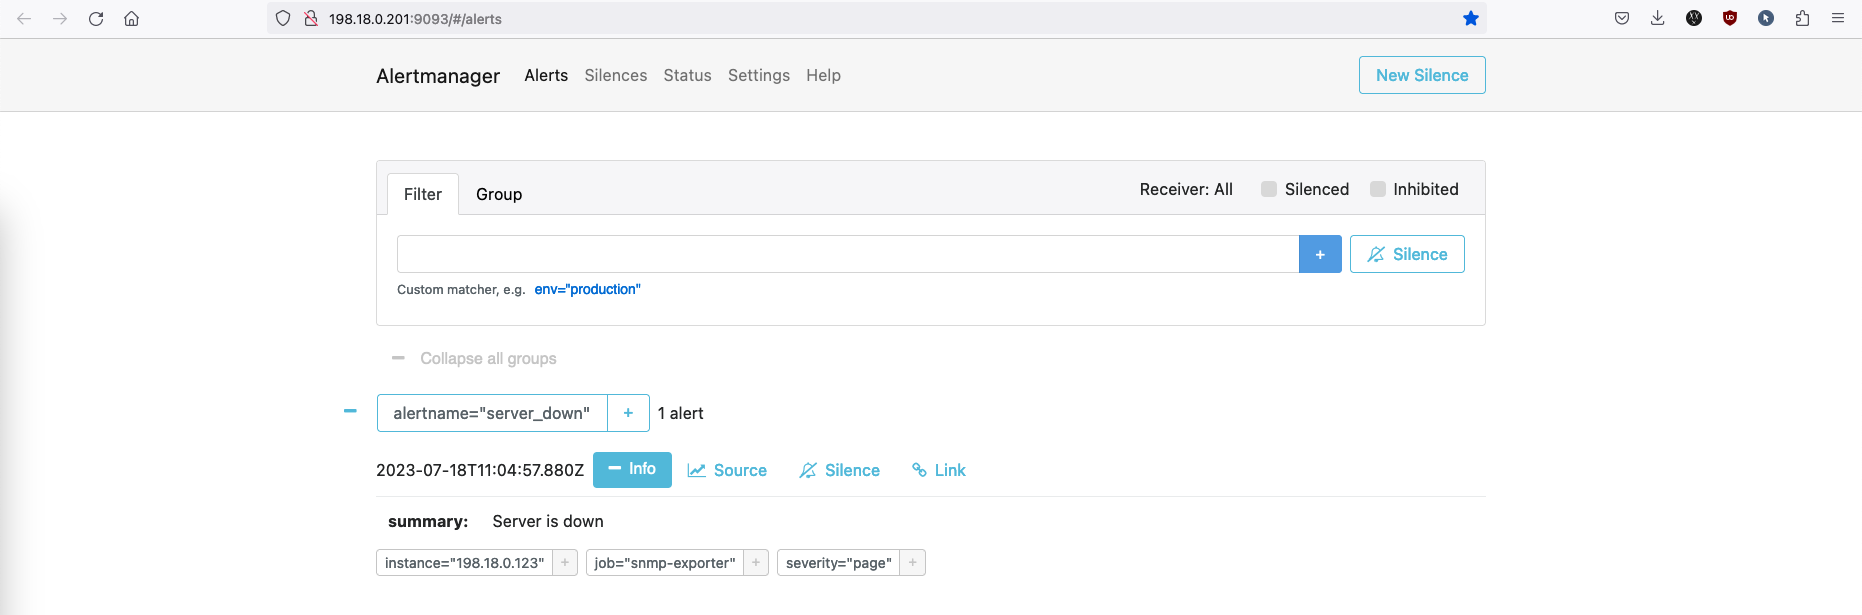 198.18.0.201:9093/#/alerts
Alertmanager Alerts Silences Status Settings Help New Silence
Filter Group Receiver: All Silenced Inhibited
+ Silence
Custom matcher, e.g. env="production"
Collapse all groups
alertname="server_down" + 1 alert
2023-07-18T11:04:57.880Z Info Source Silence Link
summary: Server is down
instance="198.18.0.123" + job="snmp-exporter" + severity="page" +